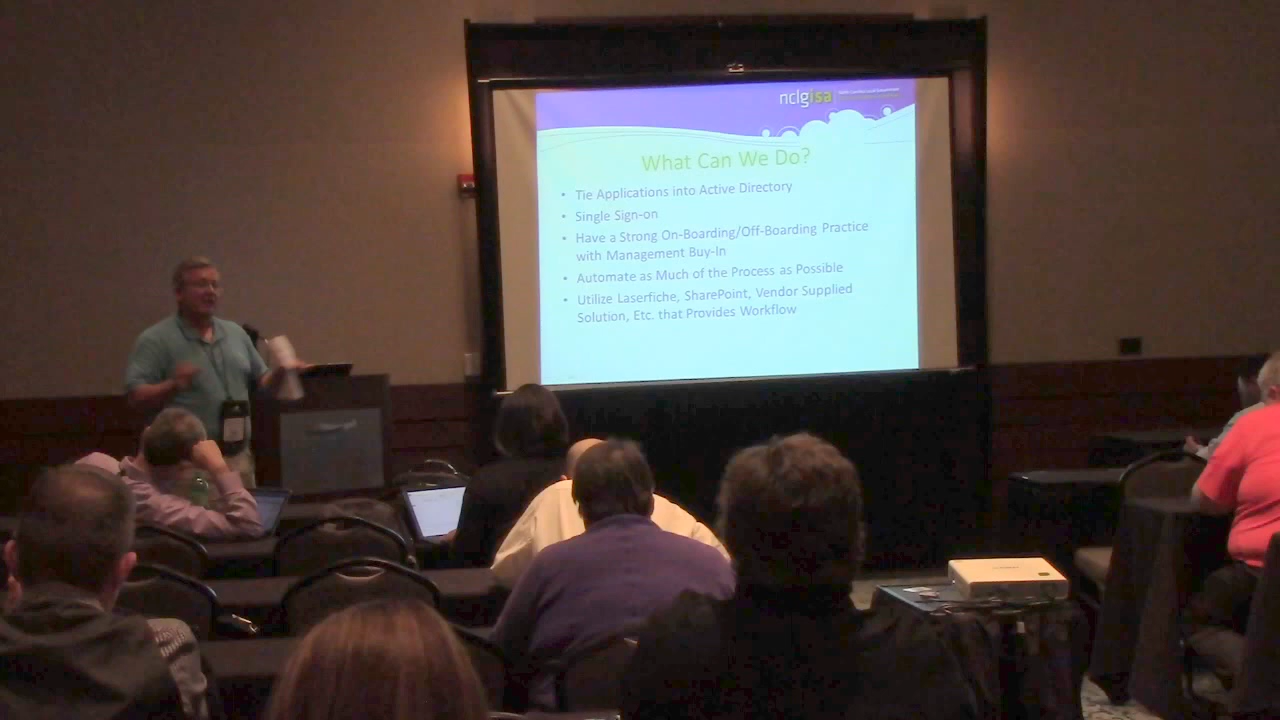 nclgisa
What Can We Do?
• Tie Applications into Active Directory
• Single Sign-on
• Have a Strong On-Boarding/Off-Boarding Practice
with Management Buy-In
• Automate as Much of the Process as Possible
• Utilize Laserfiche, SharePoint, Vendor Supplied
Solution, Etc. that Provides Workflow